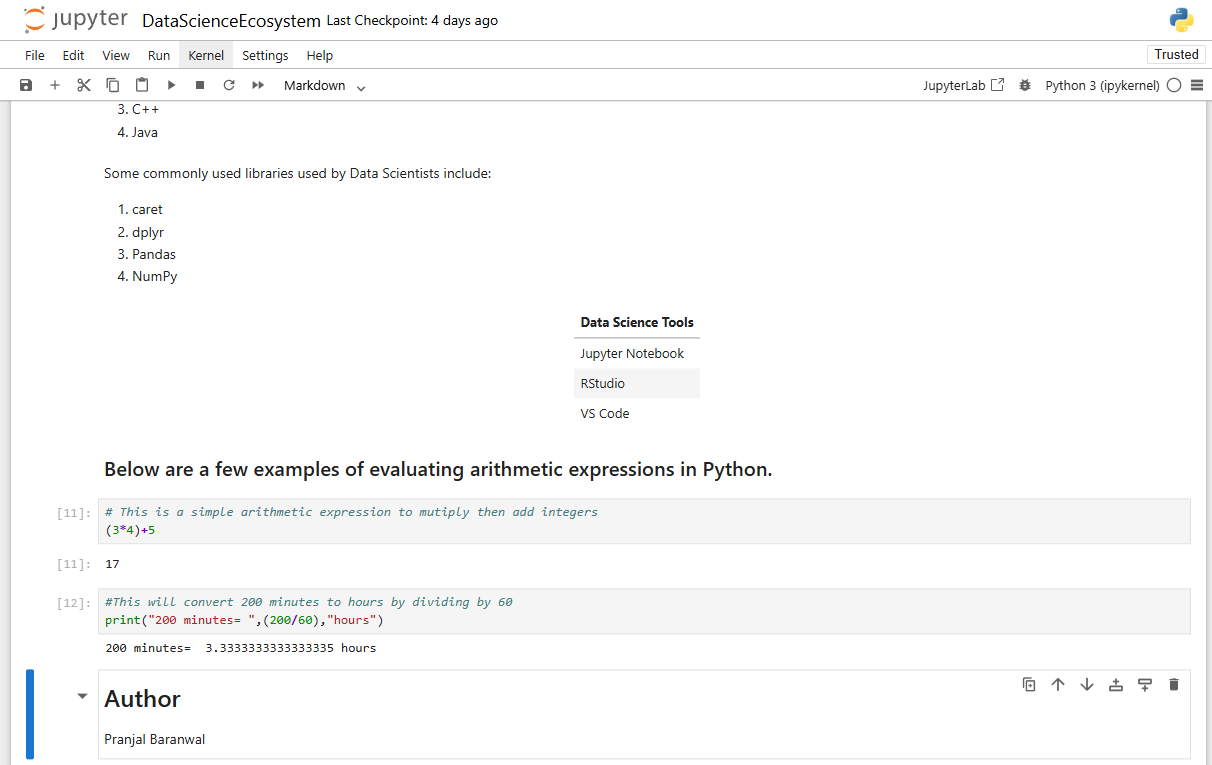 jupyter DataScienceEcosystem Last Checkpoint: 4 days ago
File Edit View Run Kernel Settings Help Trusted
Markdown JupyterLab Python 3 (ipykernel)
3. C++
4. Java
Some commonly used libraries used by Data Scientists include:
1. caret
2. dplyr
3. Pandas
4. NumPy
Data Science Tools
Jupyter Notebook
RStudio
VS Code
Below are a few examples of evaluating arithmetic expressions in Python.
[11]: # This is a simple arithmetic expression to mutiply then add integers
(3*4)+5
[11]: 17
[12]: #This will convert 200 minutes to hours by dividing by 60
print("200 minutes= ",(200/60),"hours")
200 minutes=  3.3333333333333335 hours
Author
Pranjal Baranwal